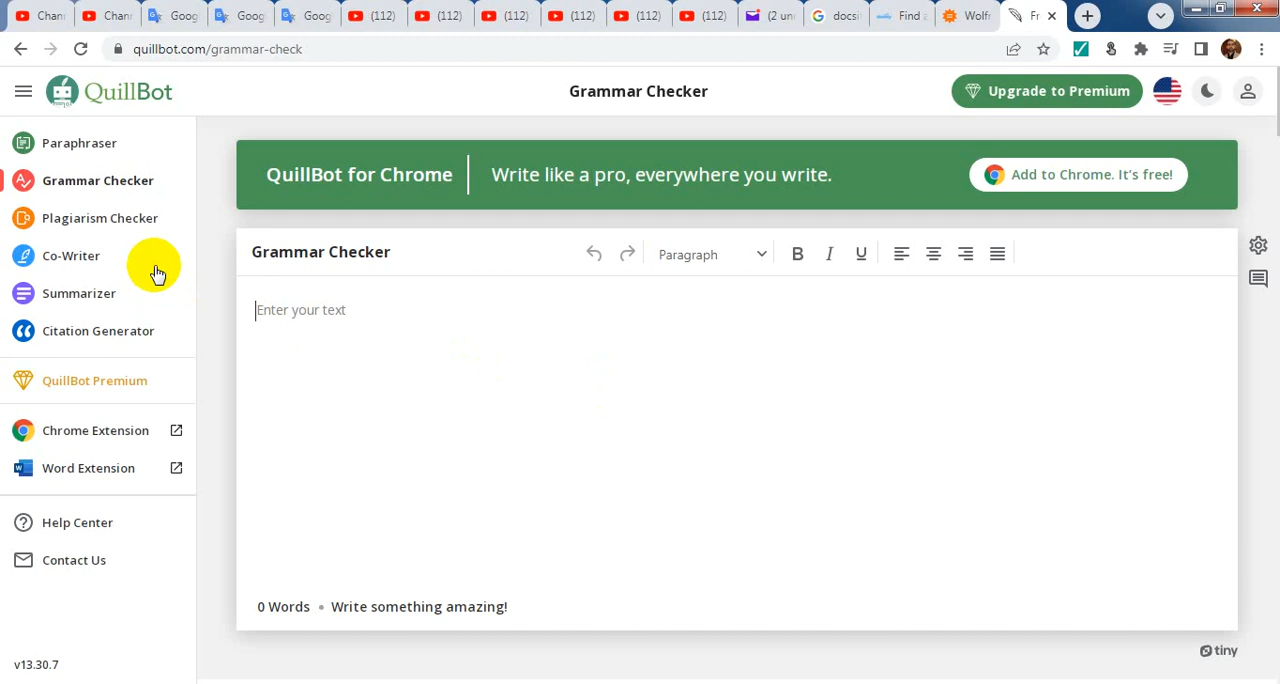 Chann
Chann
Goog
Goog
Goog
(112)
(112)
(112)
(112)
(112)
(112)
(2 un
docsi
Find a
Wolfr
Fr
quillbot.com/grammar-check
QuillBot
Grammar Checker
Upgrade to Premium
Paraphraser
Grammar Checker
Plagiarism Checker
Co-Writer
Summarizer
Citation Generator
QuillBot Premium
Chrome Extension
Word Extension
Help Center
Contact Us
v13.30.7
QuillBot for Chrome
Write like a pro, everywhere you write.
Add to Chrome. It's free!
Grammar Checker
Paragraph
B I U
Enter your text
0 Words • Write something amazing!
tiny